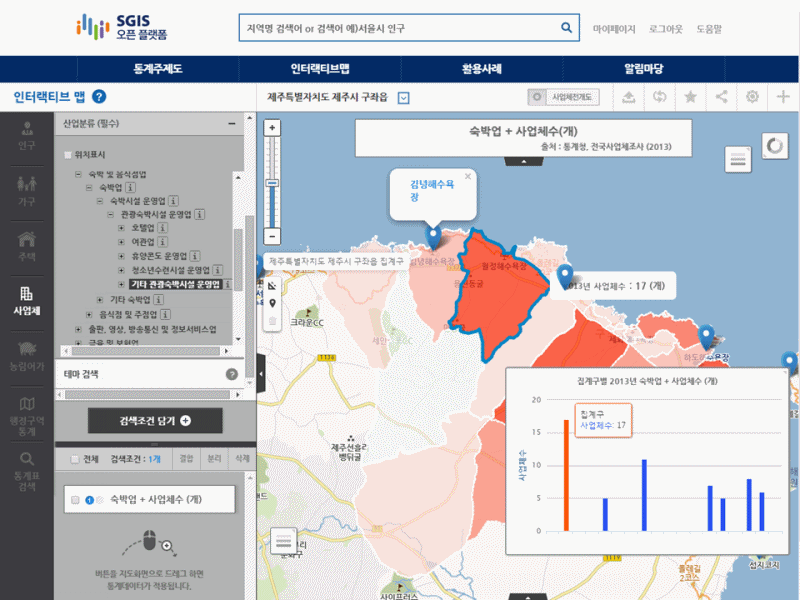 SGIS
오픈 플랫폼
지역명 검색어 or 검색어 예)서울시 인구
마이페이지 로그아웃 도움말
통계주제도 인터랙티브맵 활용사례 알림마당
인터랙티브 맵 ?
제주특별자치도 제주시 구좌읍
사업체전개도
인구
가구
주택
사업체
농림어가
행정구역
통계
통계표
검색
산업분류 (필수)
위치표시
숙박 및 음식점업
숙박업
숙박시설 운영업
관광숙박시설 운영업
호텔업
여관업
휴양콘도 운영업
청소년수련시설 운영업
기타 관광숙박시설 운영업
기타 숙박업
음식점 및 주점업
출판, 영상, 방송통신 및 정보서비스업
금융 및 보험업
테마 검색 ?
검색조건 담기
전체 검색조건 : 1개 결합 분리 삭제
1 숙박업 + 사업체수 (개)
버튼을 지도화면으로 드래그 하면
통계데이터가 적용됩니다.
숙박업 + 사업체수(개)
출처 : 통계청, 전국사업체조사 (2013)
김녕해수욕
장
제주특별자치도 제주시 구좌읍 집계구
김녕해수욕장
월정해수욕장
2013년 사업체수 : 17 (개)
크라운CC
1136
제주선흘리
벵뒤굴
집계구별 2013년 숙박업 + 사업체수 (개)
사업체수
20
15
10
5
0
집계구
사업체수: 17
1119
올레길
2코스
섭지코지
사이프러스